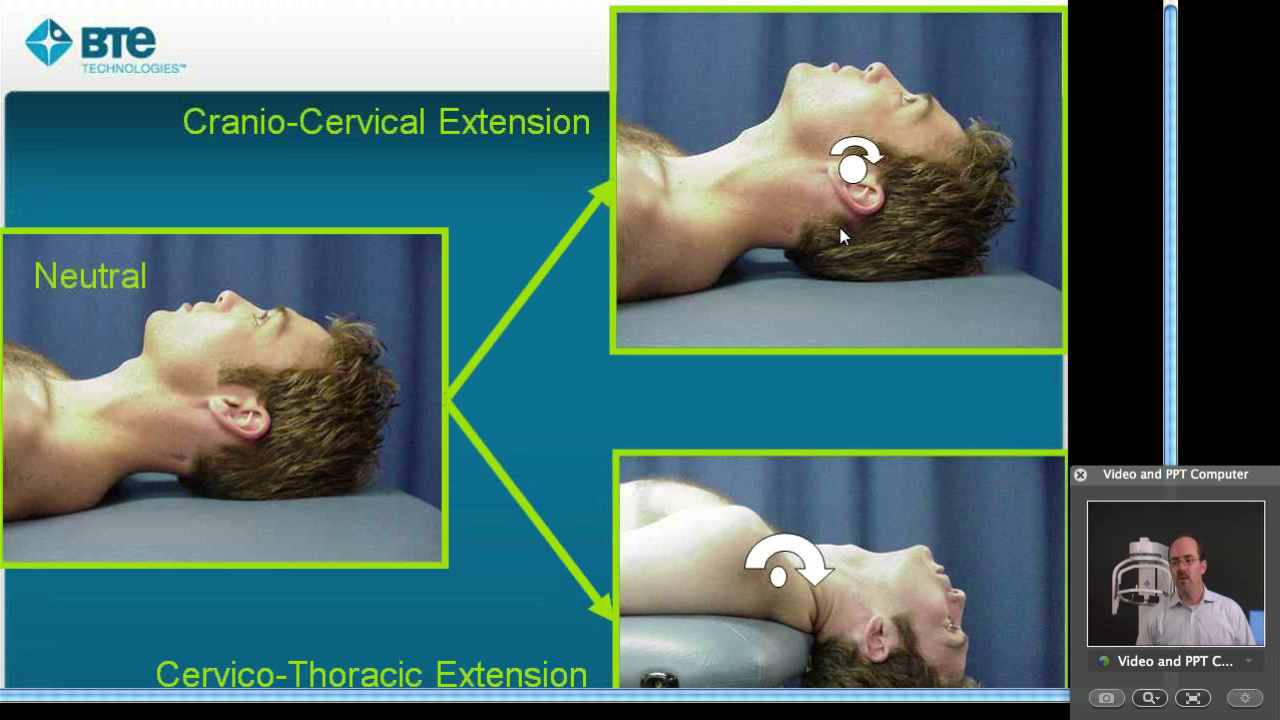 BTE
TECHNOLOGIES™
Cranio-Cervical Extension
Neutral
Cervico-Thoracic Extension
Video and PPT Computer
Video and PPT C...